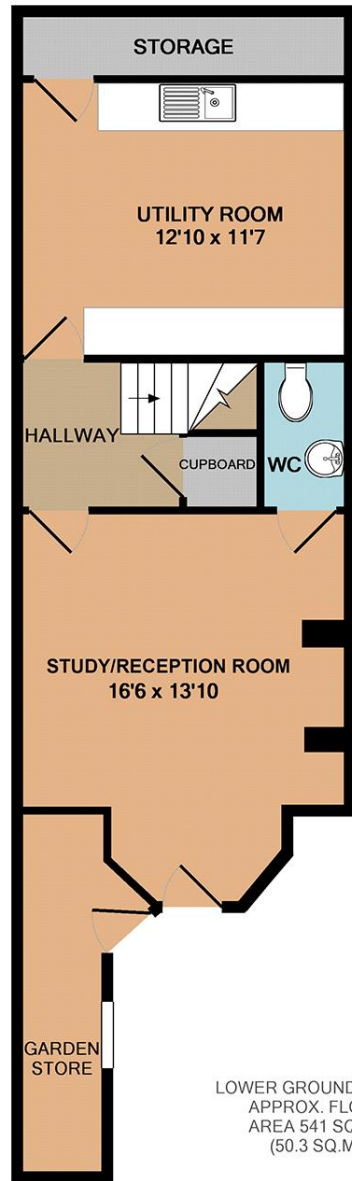 STORAGE
UTILITY ROOM
12'10 x 11'7
HALLWAY
CUPBOARD
WC
STUDY/RECEPTION ROOM
16'6 x 13'10
GARDEN
STORE
LOWER GROUND
APPROX. FLO
AREA 541 SQ
(50.3 SQ.M